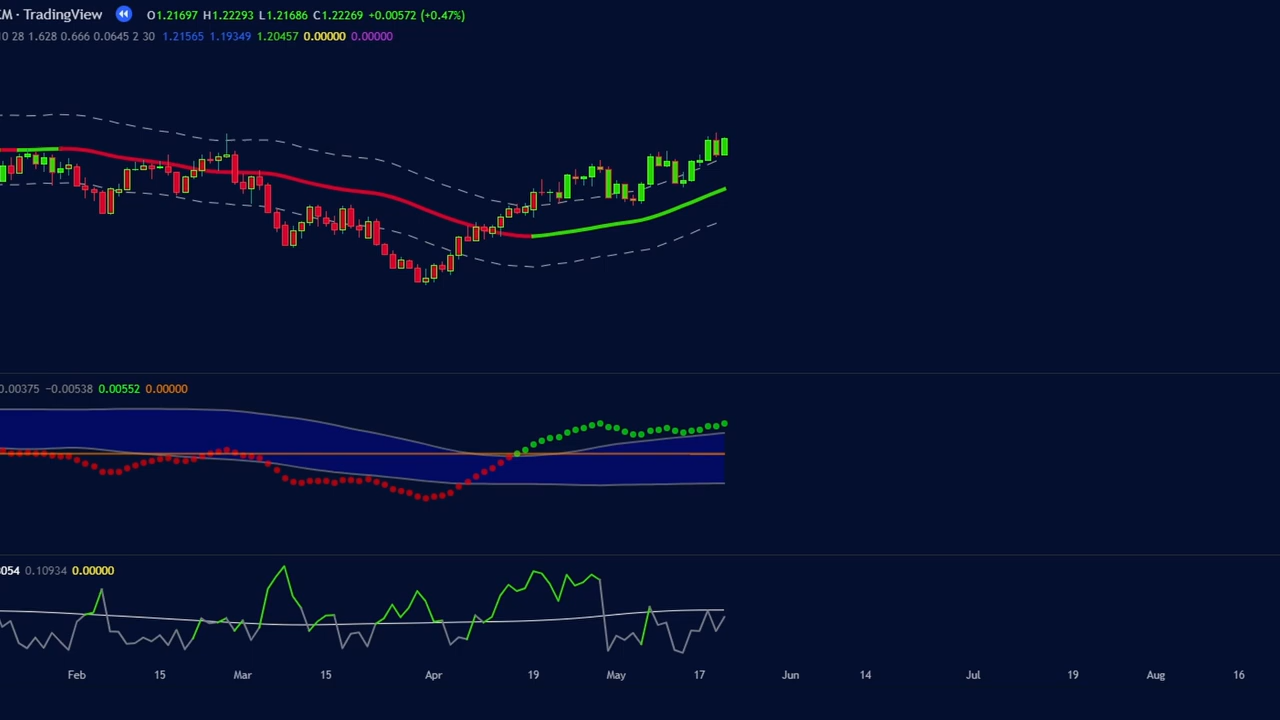 M · TradingView O1.21697 H1.22293 L1.21686 C1.22269 +0.00572 (+0.47%)
0 28 1.628 0.666 0.0645 2 30 1.21565 1.19349 1.20457 0.00000 0.00000
0.00375 −0.00538 0.00552 0.00000
054 0.10934 0.00000
Feb 15 Mar 15 Apr 19 May 17 Jun 14 Jul 19 Aug 16